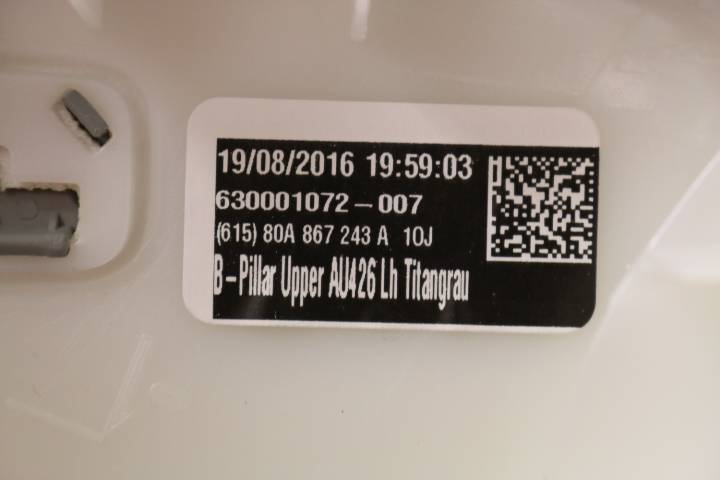 19/08/2016 19:59:03
630001072-007
(615) 80A 867 243 A 10J
B-Pillar Upper AU426 Lh Titangrau